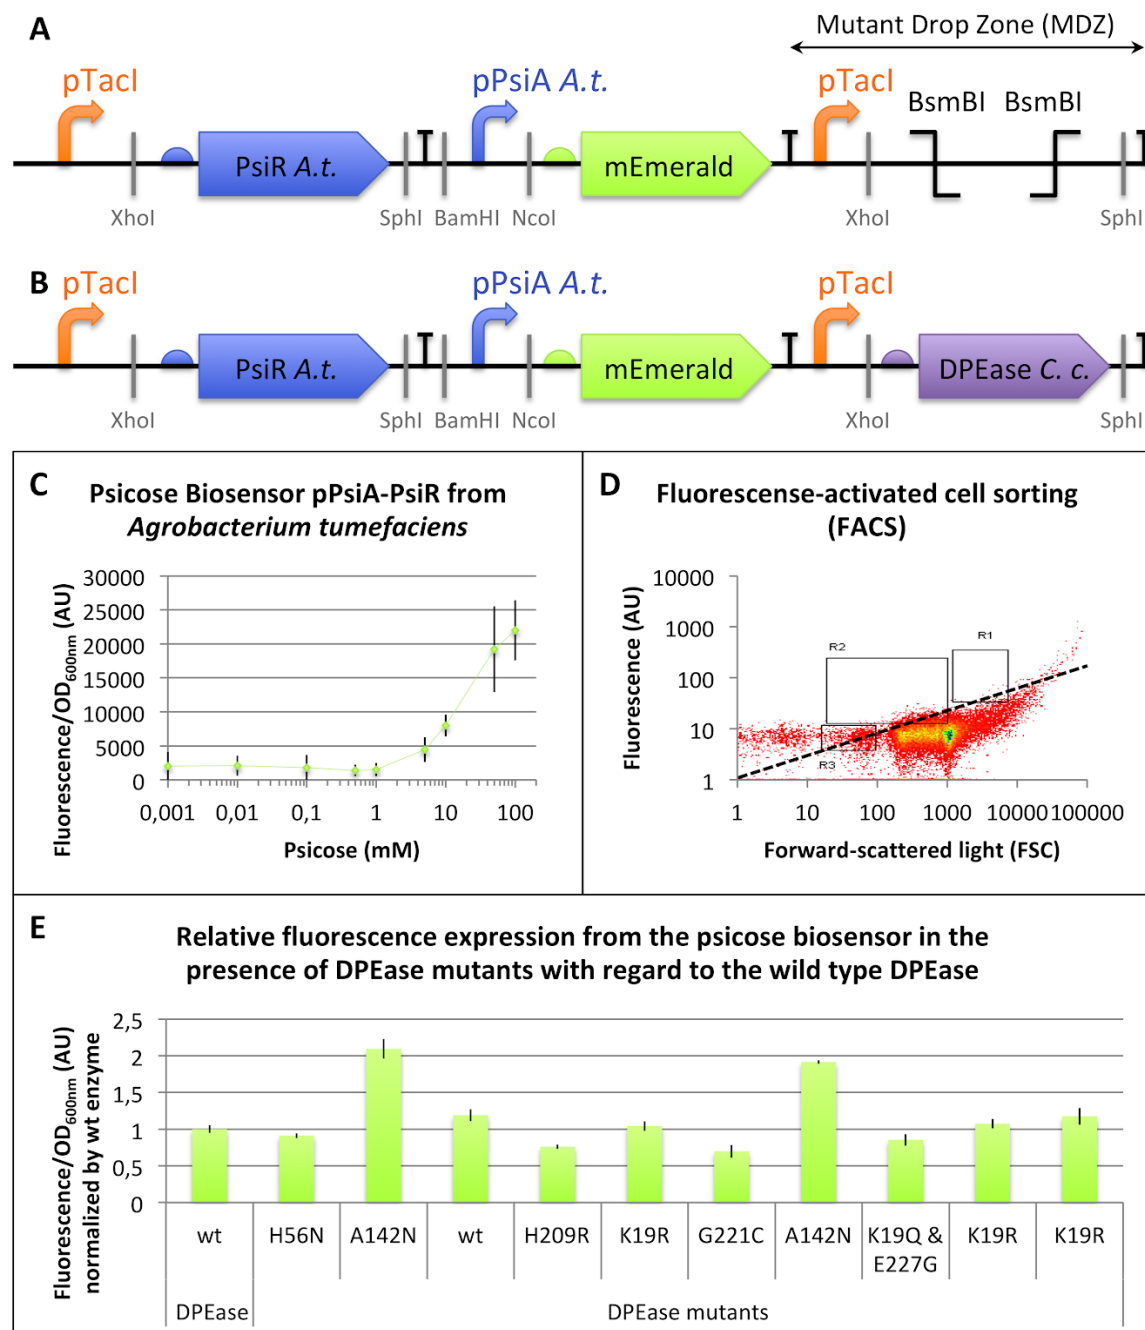 A
Mutant Drop Zone (MDZ)
pTacI
pPsiA A.t.
pTacI
BsmBI BsmBI
PsiR A.t.
mEmerald
XhoI
SphI
BamHI
NcoI
XhoI
SphI
B
pTacI
pPsiA A.t.
pTacI
PsiR A.t.
mEmerald
DPEase C. c.
XhoI
SphI
BamHI
NcoI
XhoI
SphI
C
Psicose Biosensor pPsiA-PsiR from
Agrobacterium tumefaciens
Fluorescence/OD600nm (AU)
30000
25000
20000
15000
10000
5000
0
0,001 0,01 0,1 1 10 100
Psicose (mM)
D
Fluorescense-activated cell sorting
(FACS)
Fluorescence (AU)
10000
1000
100
10
1
R1
R2
R3
1 10 100 1000 10000 100000
Forward-scattered light (FSC)
E
Relative fluorescence expression from the psicose biosensor in the
presence of DPEase mutants with regard to the wild type DPEase
Fluorescence/OD600nm (AU)
normalized by wt enzyme
2,5
2
1,5
1
0,5
0
wt H56N A142N wt H209R K19R G221C A142N K19Q & K19R K19R
E227G
DPEase DPEase mutants